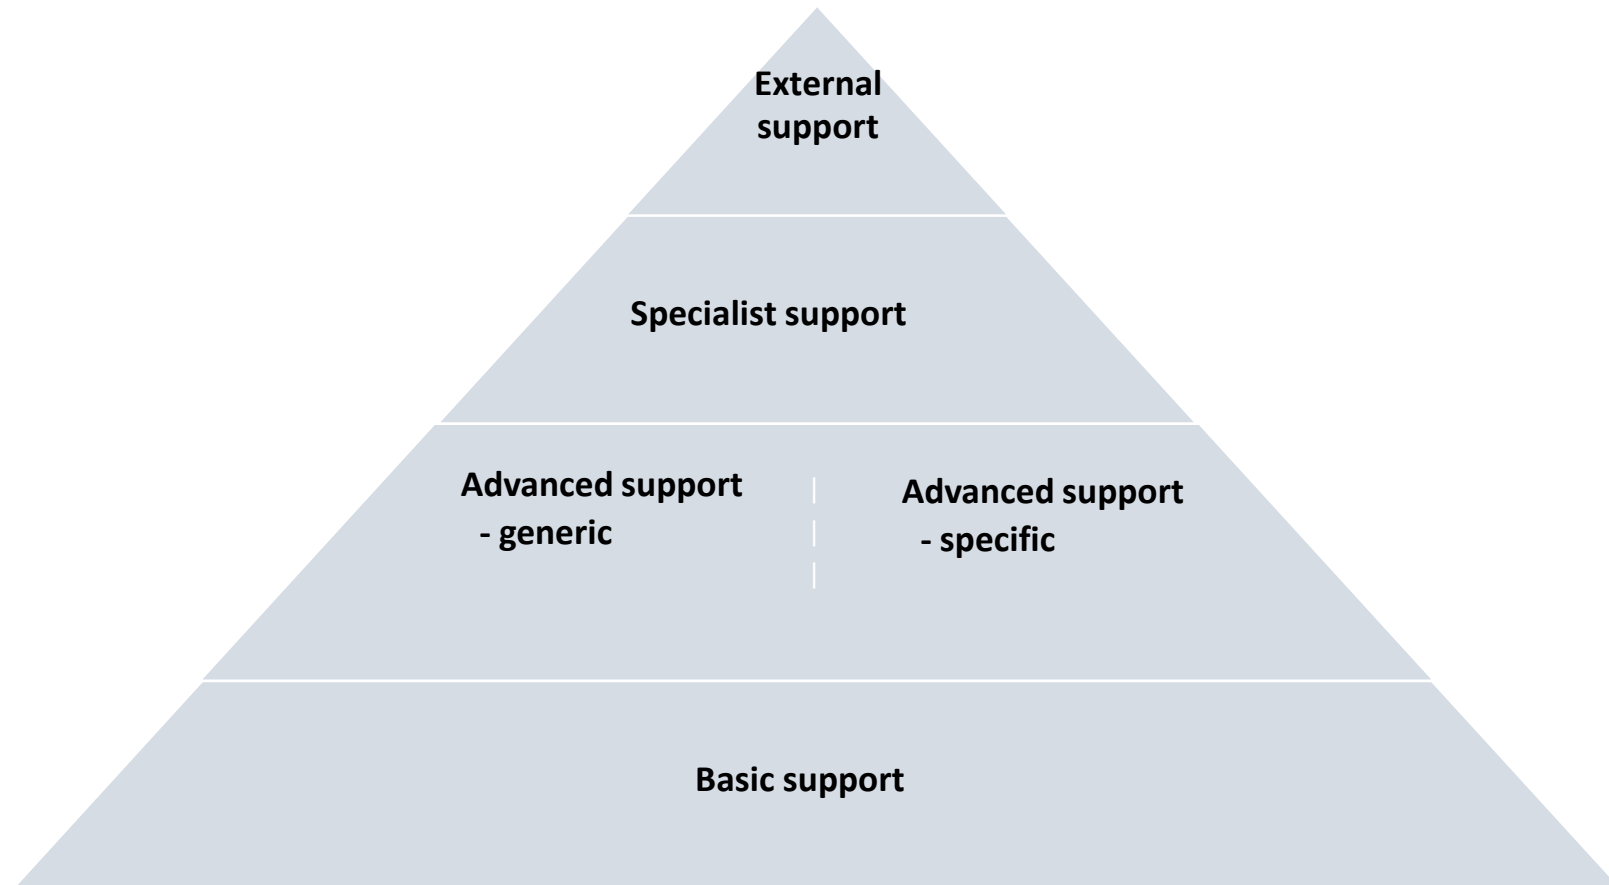 External
support
Specialist support
Advanced support
- generic
Advanced support
- specific
Basic support